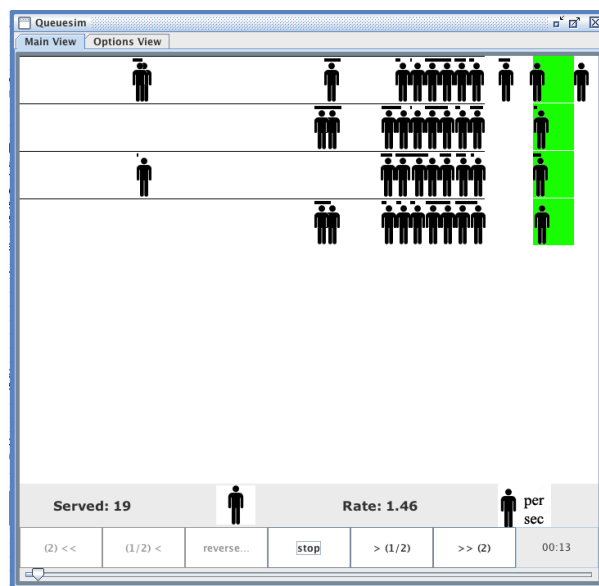 Queuesim
Main View Options View
Served: 19 Rate: 1.46 per
sec
(2) << (1/2) < reverse... stop > (1/2) >> (2) 00:13